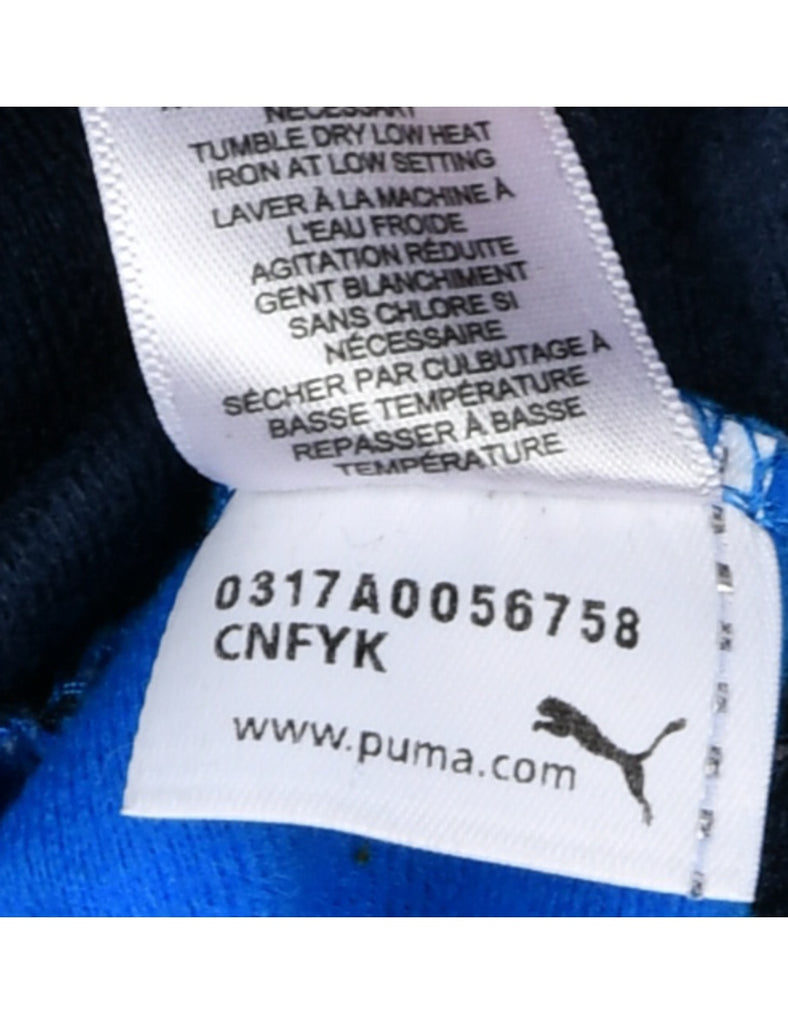 NECESSARY
TUMBLE DRY LOW HEAT
IRON AT LOW SETTING
LAVER À LA MACHINE À
L'EAU FROIDE
AGITATION RÉDUITE
GENT BLANCHIMENT
SANS CHLORE SI
NÉCESSAIRE
SÉCHER PAR CULBUTAGE À
BASSE TEMPÉRATURE
REPASSER À BASSE
TEMPÉRATURE
0317A0056758
CNFYK
www.puma.com